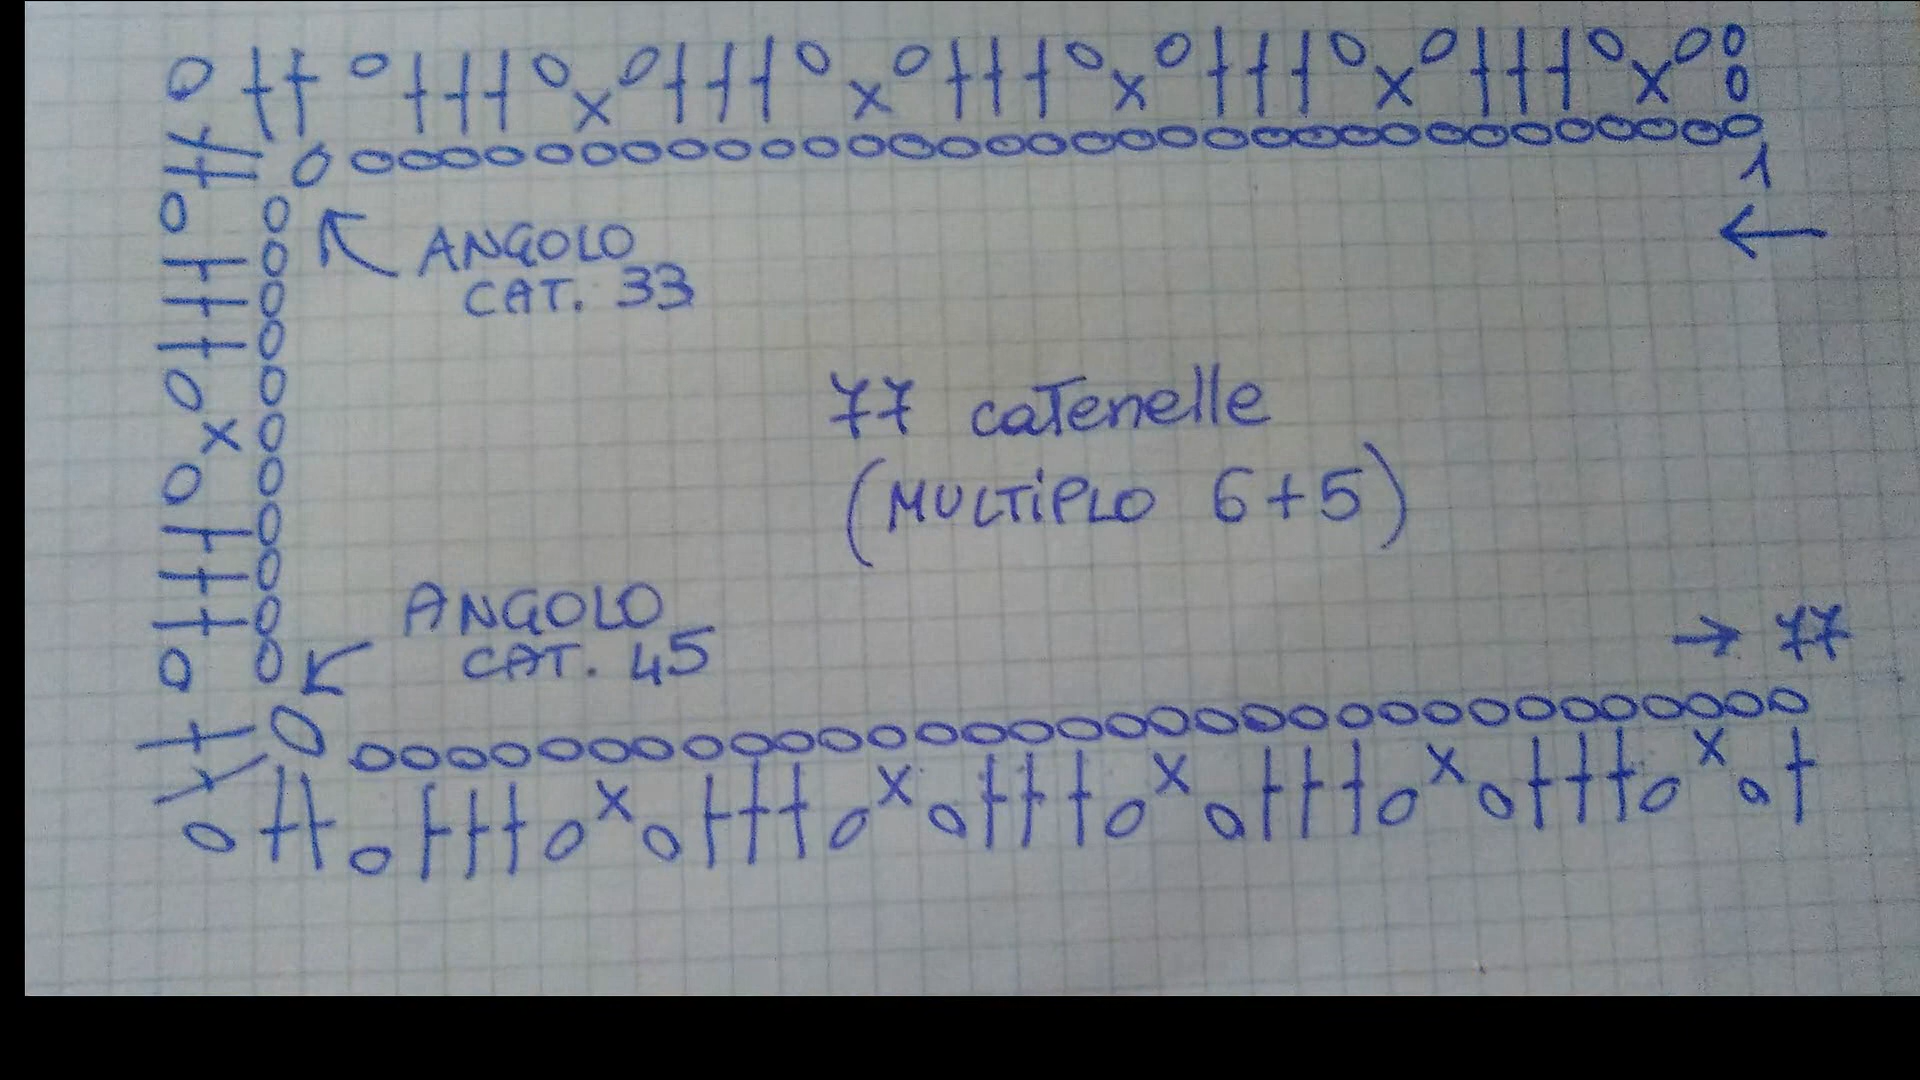 1
ANGOLO
CAT. 33
77 catenelle
(MULTIPLO 6+5)
ANGOLO
CAT. 45
77